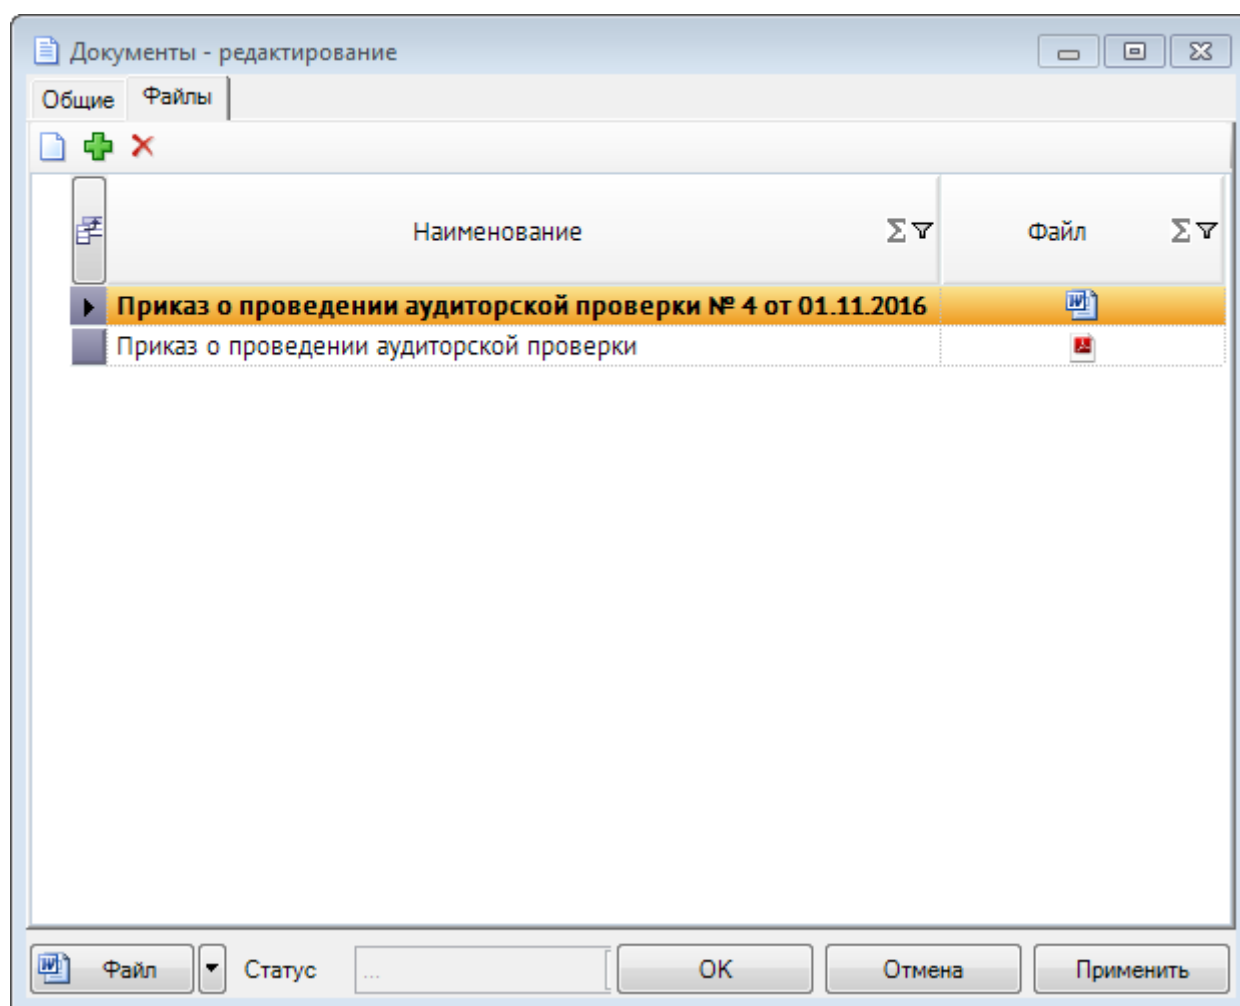 Документы - редактирование
Общие Файлы
Наименование Σ Файл Σ
Приказ о проведении аудиторской проверки № 4 от 01.11.2016
Приказ о проведении аудиторской проверки
Файл Статус ... OK Отмена Применить